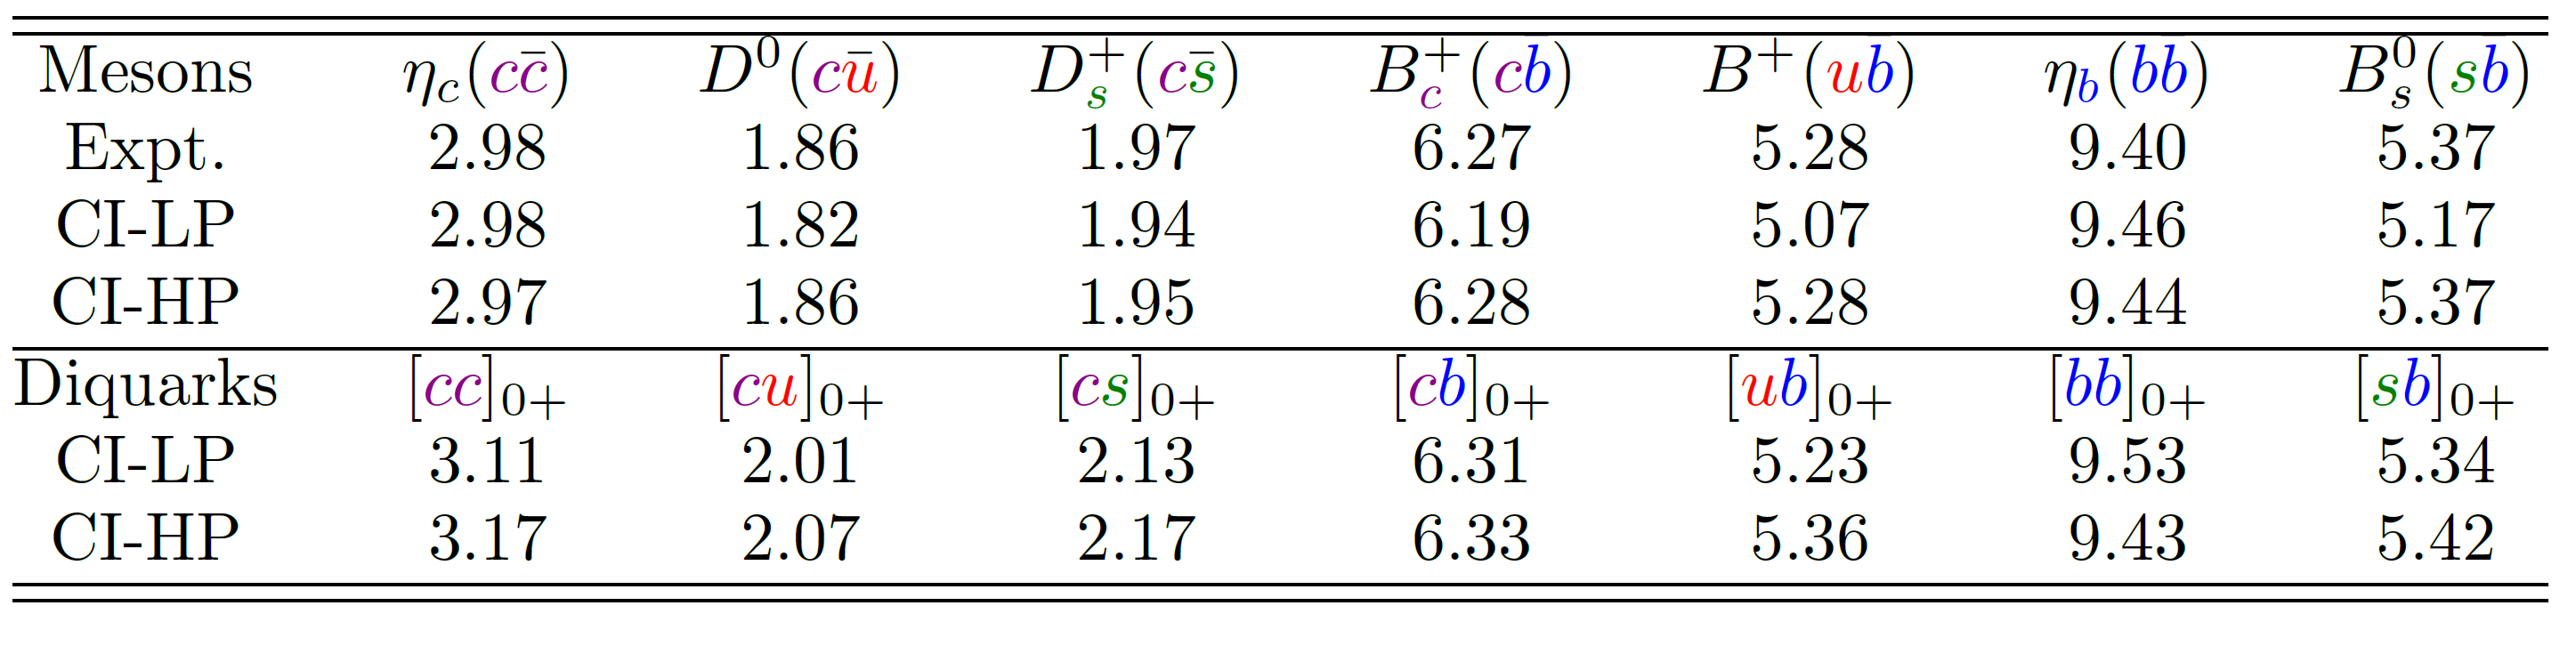 Mesons η_c(cc̄) D⁰(cū) D_s⁺(cs̄) B_c⁺(cb̄) B⁺(ub̄) η_b(bb̄) B_s⁰(sb̄)
Expt. 2.98 1.86 1.97 6.27 5.28 9.40 5.37
CI-LP 2.98 1.82 1.94 6.19 5.07 9.46 5.17
CI-HP 2.97 1.86 1.95 6.28 5.28 9.44 5.37
Diquarks [cc]₀₊ [cu]₀₊ [cs]₀₊ [cb]₀₊ [ub]₀₊ [bb]₀₊ [sb]₀₊
CI-LP 3.11 2.01 2.13 6.31 5.23 9.53 5.34
CI-HP 3.17 2.07 2.17 6.33 5.36 9.43 5.42